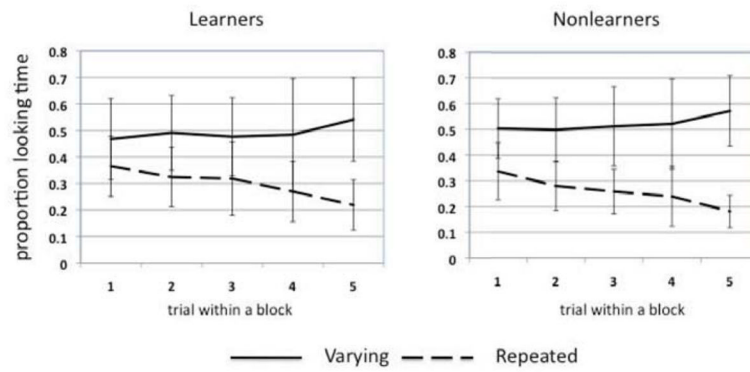 Learners
Nonlearners
proportion looking time
0.8
0.7
0.6
0.5
0.4
0.3
0.2
0.1
0
1 2 3 4 5
trial within a block
0.8
0.7
0.6
0.5
0.4
0.3
0.2
0.1
0
1 2 3 4 5
trial within a block
Varying
Repeated